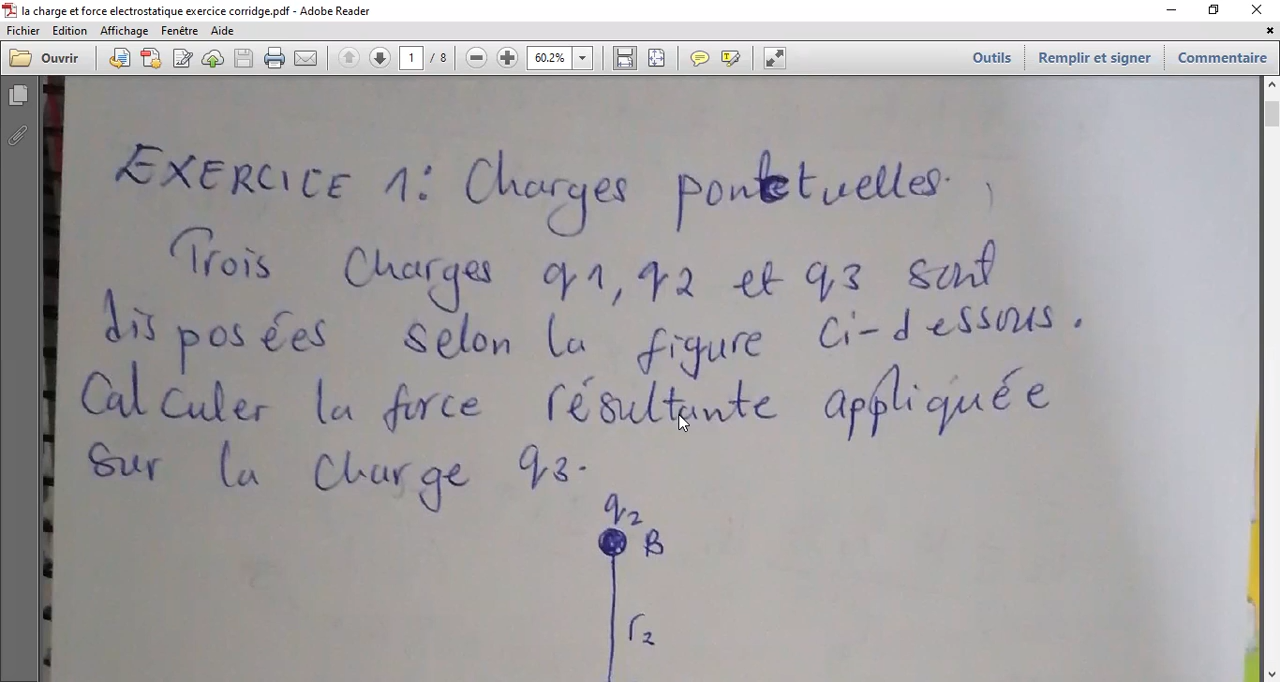 la charge et force electrostatique exercice corridge.pdf - Adobe Reader
Fichier Edition Affichage Fenêtre Aide
Ouvrir 1 / 8 60.2% Outils Remplir et signer Commentaire
EXERCICE 1: Charges ponctuelles.
Trois charges q1, q2 et q3 sont
disposées selon la figure ci-dessous.
Calculer la force résultante appliquée
sur la charge q3.
q2
B
r2